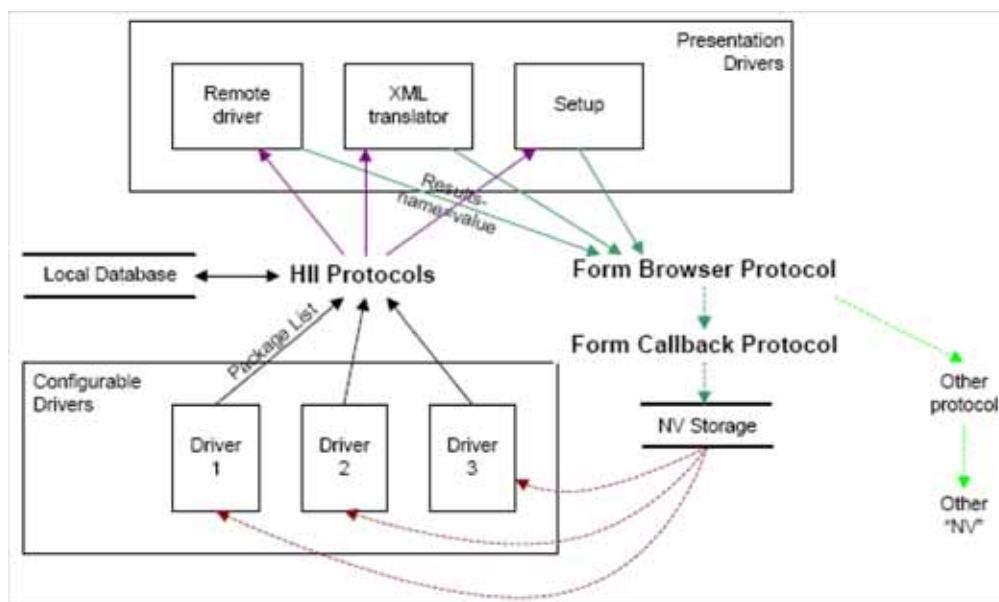 Presentation
Drivers
Remote
driver
XML
translator
Setup
Results-
name=value
Local Database
HII Protocols
Form Browser Protocol
Package List
Form Callback Protocol
Configurable
Drivers
Other
protocol
Driver
1
Driver
2
Driver
3
NV Storage
Other
“NV”